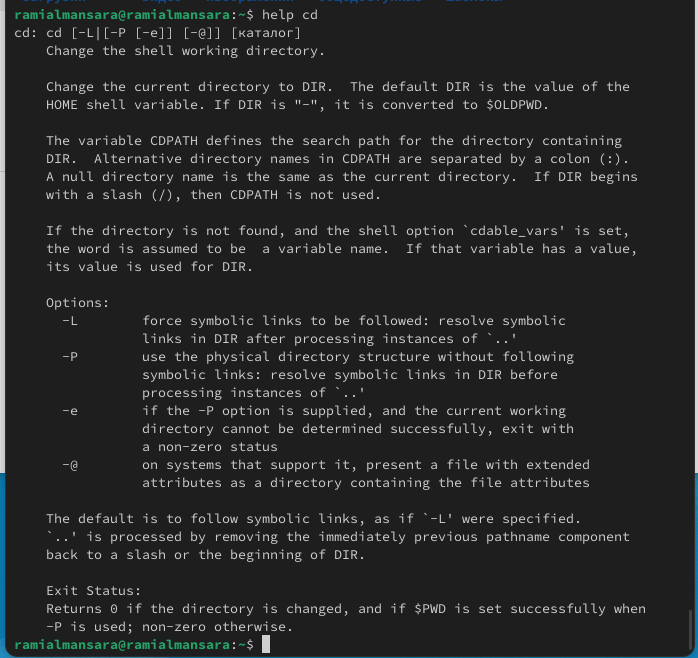 ramialmansara@ramialmansara:~$ help cd
cd: cd [-L|[-P [-e]] [-@]] [каталог]
    Change the shell working directory.

    Change the current directory to DIR.  The default DIR is the value of the
    HOME shell variable. If DIR is "-", it is converted to $OLDPWD.

    The variable CDPATH defines the search path for the directory containing
    DIR.  Alternative directory names in CDPATH are separated by a colon (:).
    A null directory name is the same as the current directory.  If DIR begins
    with a slash (/), then CDPATH is not used.

    If the directory is not found, and the shell option `cdable_vars' is set,
    the word is assumed to be  a variable name.  If that variable has a value,
    its value is used for DIR.

    Options:
      -L        force symbolic links to be followed: resolve symbolic
                links in DIR after processing instances of `..'
      -P        use the physical directory structure without following
                symbolic links: resolve symbolic links in DIR before
                processing instances of `..'
      -e        if the -P option is supplied, and the current working
                directory cannot be determined successfully, exit with
                a non-zero status
      -@        on systems that support it, present a file with extended
                attributes as a directory containing the file attributes

    The default is to follow symbolic links, as if `-L' were specified.
    `..' is processed by removing the immediately previous pathname component
    back to a slash or the beginning of DIR.

    Exit Status:
    Returns 0 if the directory is changed, and if $PWD is set successfully when
    -P is used; non-zero otherwise.
ramialmansara@ramialmansara:~$